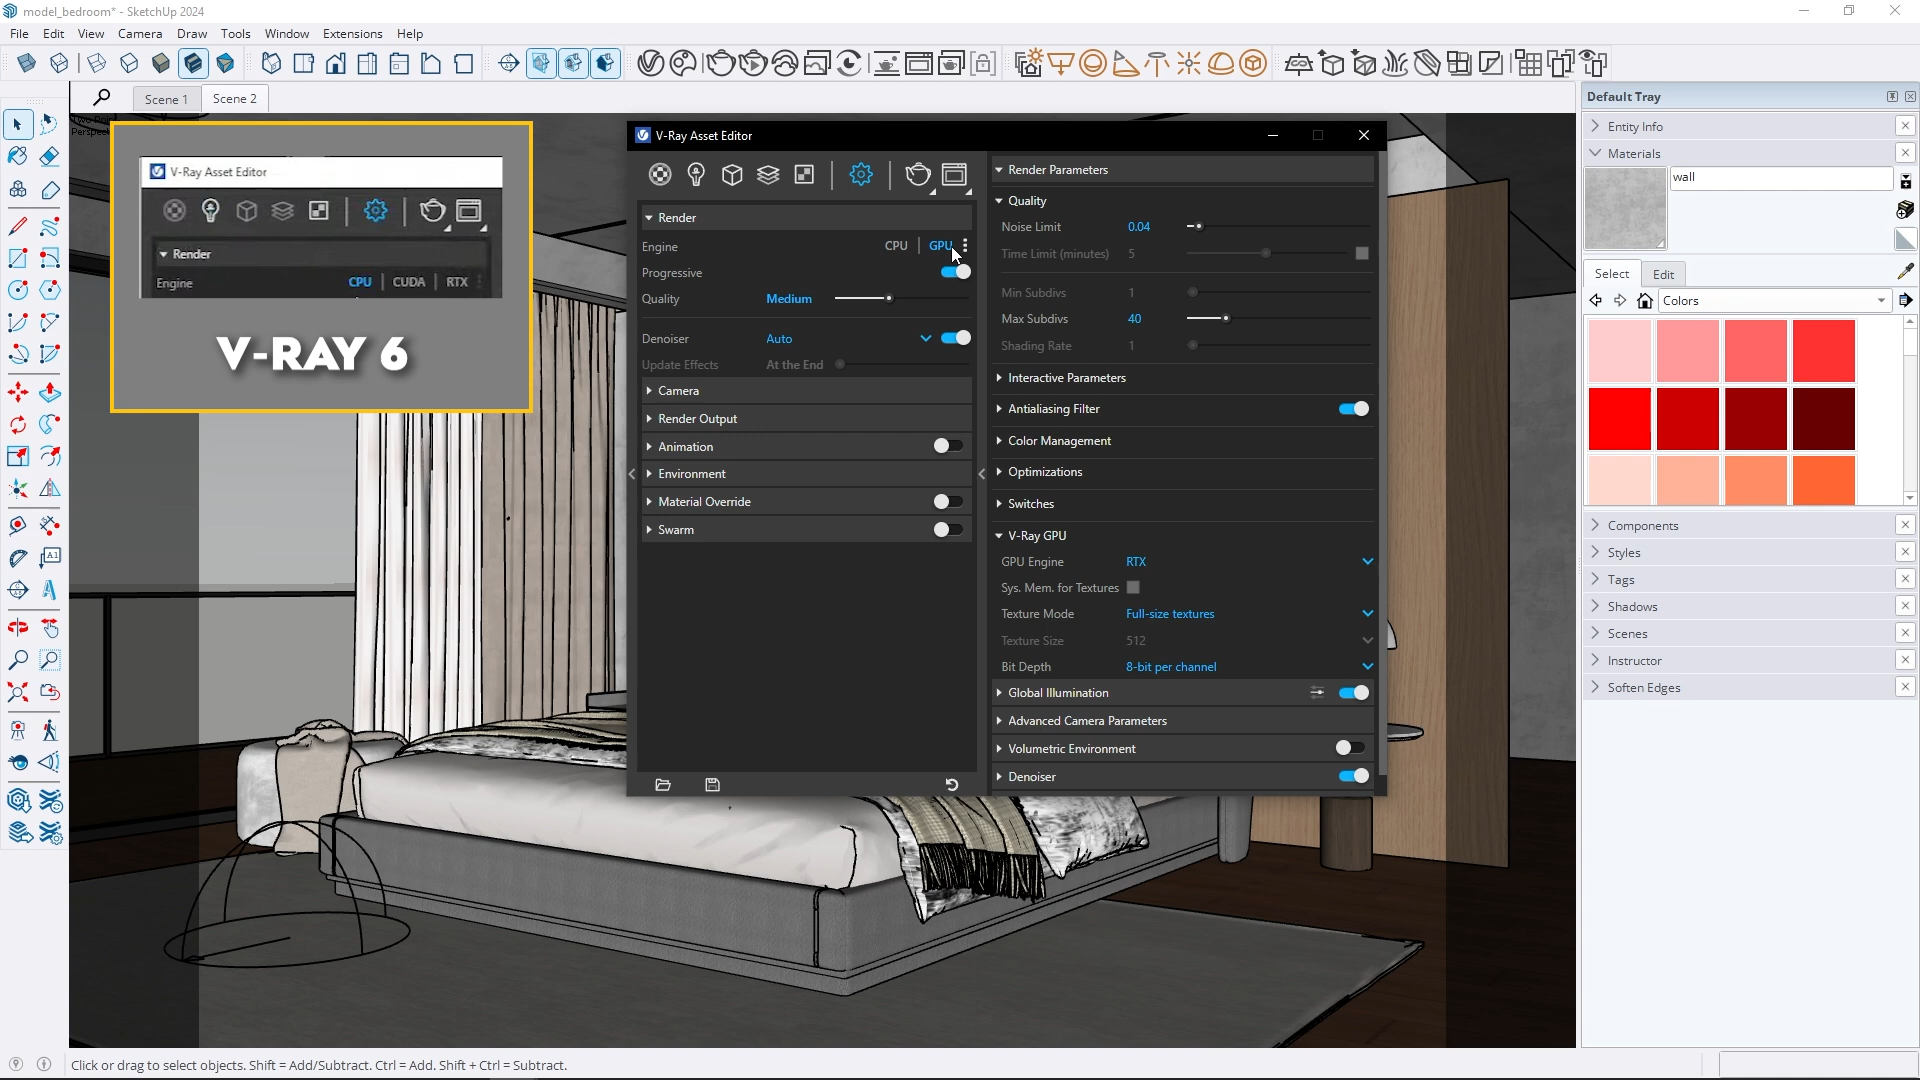 model_bedroom* - SketchUp 2024
File Edit View Camera Draw Tools Window Extensions Help
Scene 1 Scene 2
V-Ray Asset Editor
Render
Engine CPU CUDA RTX
V-RAY 6
V-Ray Asset Editor
Render
Engine CPU GPU
Progressive
Quality Medium
Denoiser Auto
Update Effects At the End
Camera
Render Output
Animation
Environment
Material Override
Swarm
Render Parameters
Quality
Noise Limit 0.04
Time Limit (minutes) 5
Min Subdivs 1
Max Subdivs 40
Shading Rate 1
Interactive Parameters
Antialiasing Filter
Color Management
Optimizations
Switches
V-Ray GPU
GPU Engine RTX
Sys. Mem. for Textures
Texture Mode Full-size textures
Texture Size 512
Bit Depth 8-bit per channel
Global Illumination
Advanced Camera Parameters
Volumetric Environment
Denoiser
Default Tray
Entity Info
Materials
wall
Select Edit
Colors
Components
Styles
Tags
Shadows
Scenes
Instructor
Soften Edges
Click or drag to select objects. Shift = Add/Subtract. Ctrl = Add. Shift + Ctrl = Subtract.